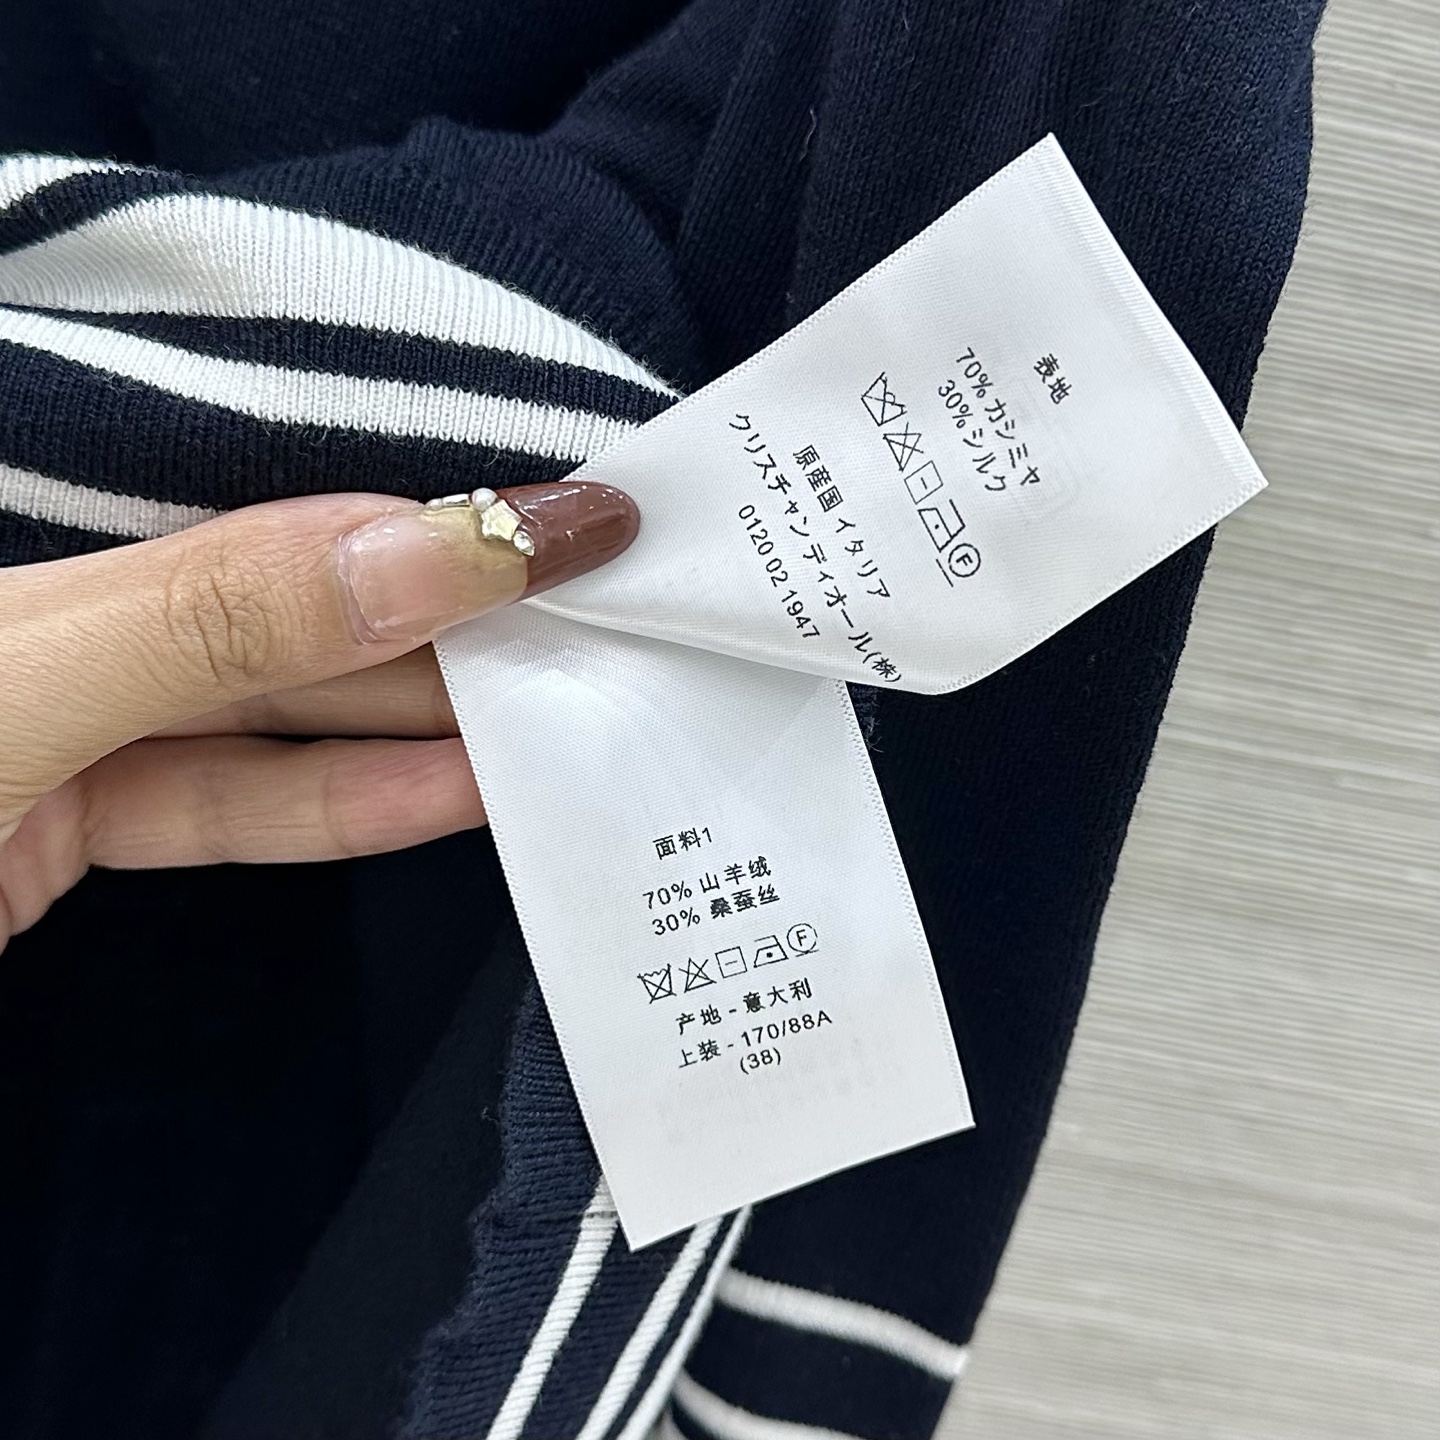 表地
70% カシミヤ
30% シルク
F
原産国 イタリア
クリスチャンディオール(株)
0120 02 1947
面料1
70% 山羊绒
30% 桑蚕丝
F
产地 - 意大利
上装 - 170/88A
(38)